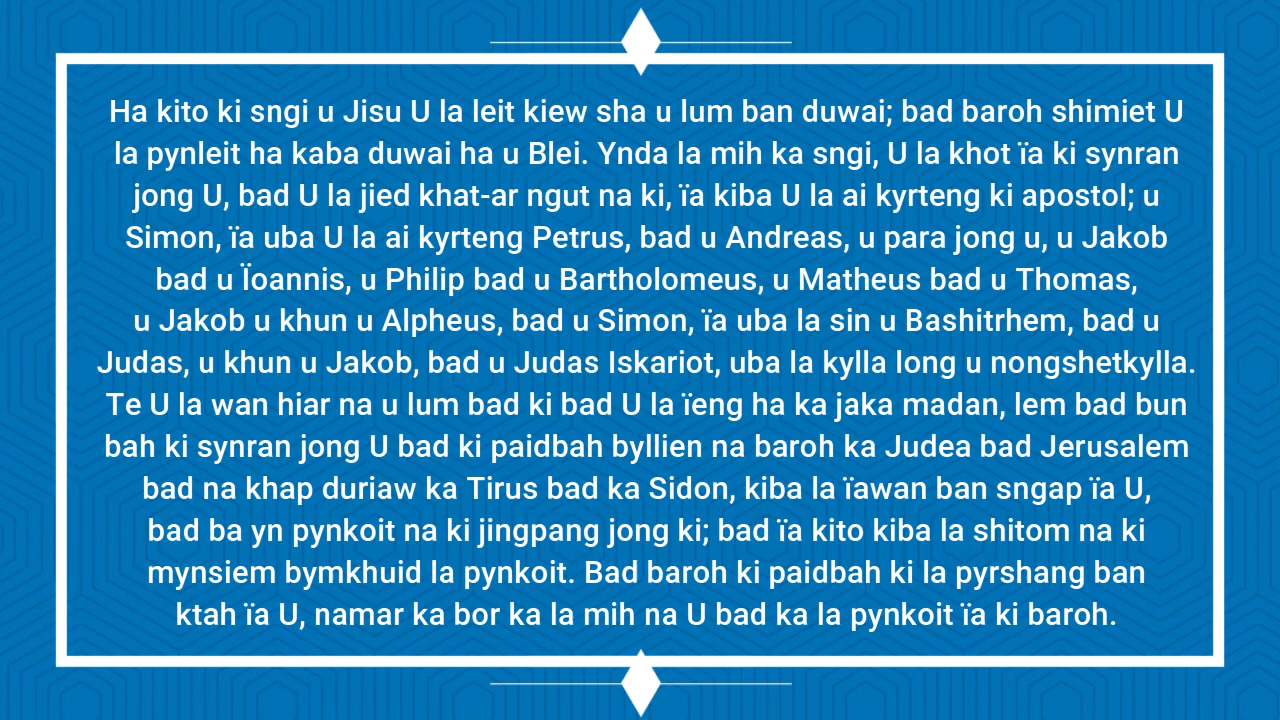 Ha kito ki sngi u Jisu U la leit kiew sha u lum ban duwai; bad baroh shimiet U
la pynleit ha kaba duwai ha u Blei. Ynda la mih ka sngi, U la khot ïa ki synran
jong U, bad U la jied khat-ar ngut na ki, ïa kiba U la ai kyrteng ki apostol; u
Simon, ïa uba U la ai kyrteng Petrus, bad u Andreas, u para jong u, u Jakob
bad u Ïoannis, u Philip bad u Bartholomeus, u Matheus bad u Thomas,
u Jakob u khun u Alpheus, bad u Simon, ïa uba la sin u Bashitrhem, bad u
Judas, u khun u Jakob, bad u Judas Iskariot, uba la kylla long u nongshetkylla.
Te U la wan hiar na u lum bad ki bad U la ïeng ha ka jaka madan, lem bad bun
bah ki synran jong U bad ki paidbah byllien na baroh ka Judea bad Jerusalem
bad na khap duriaw ka Tirus bad ka Sidon, kiba la ïawan ban sngap ïa U,
bad ba yn pynkoit na ki jingpang jong ki; bad ïa kito kiba la shitom na ki
mynsiem bymkhuid la pynkoit. Bad baroh ki paidbah ki la pyrshang ban
ktah ïa U, namar ka bor ka la mih na U bad ka la pynkoit ïa ki baroh.